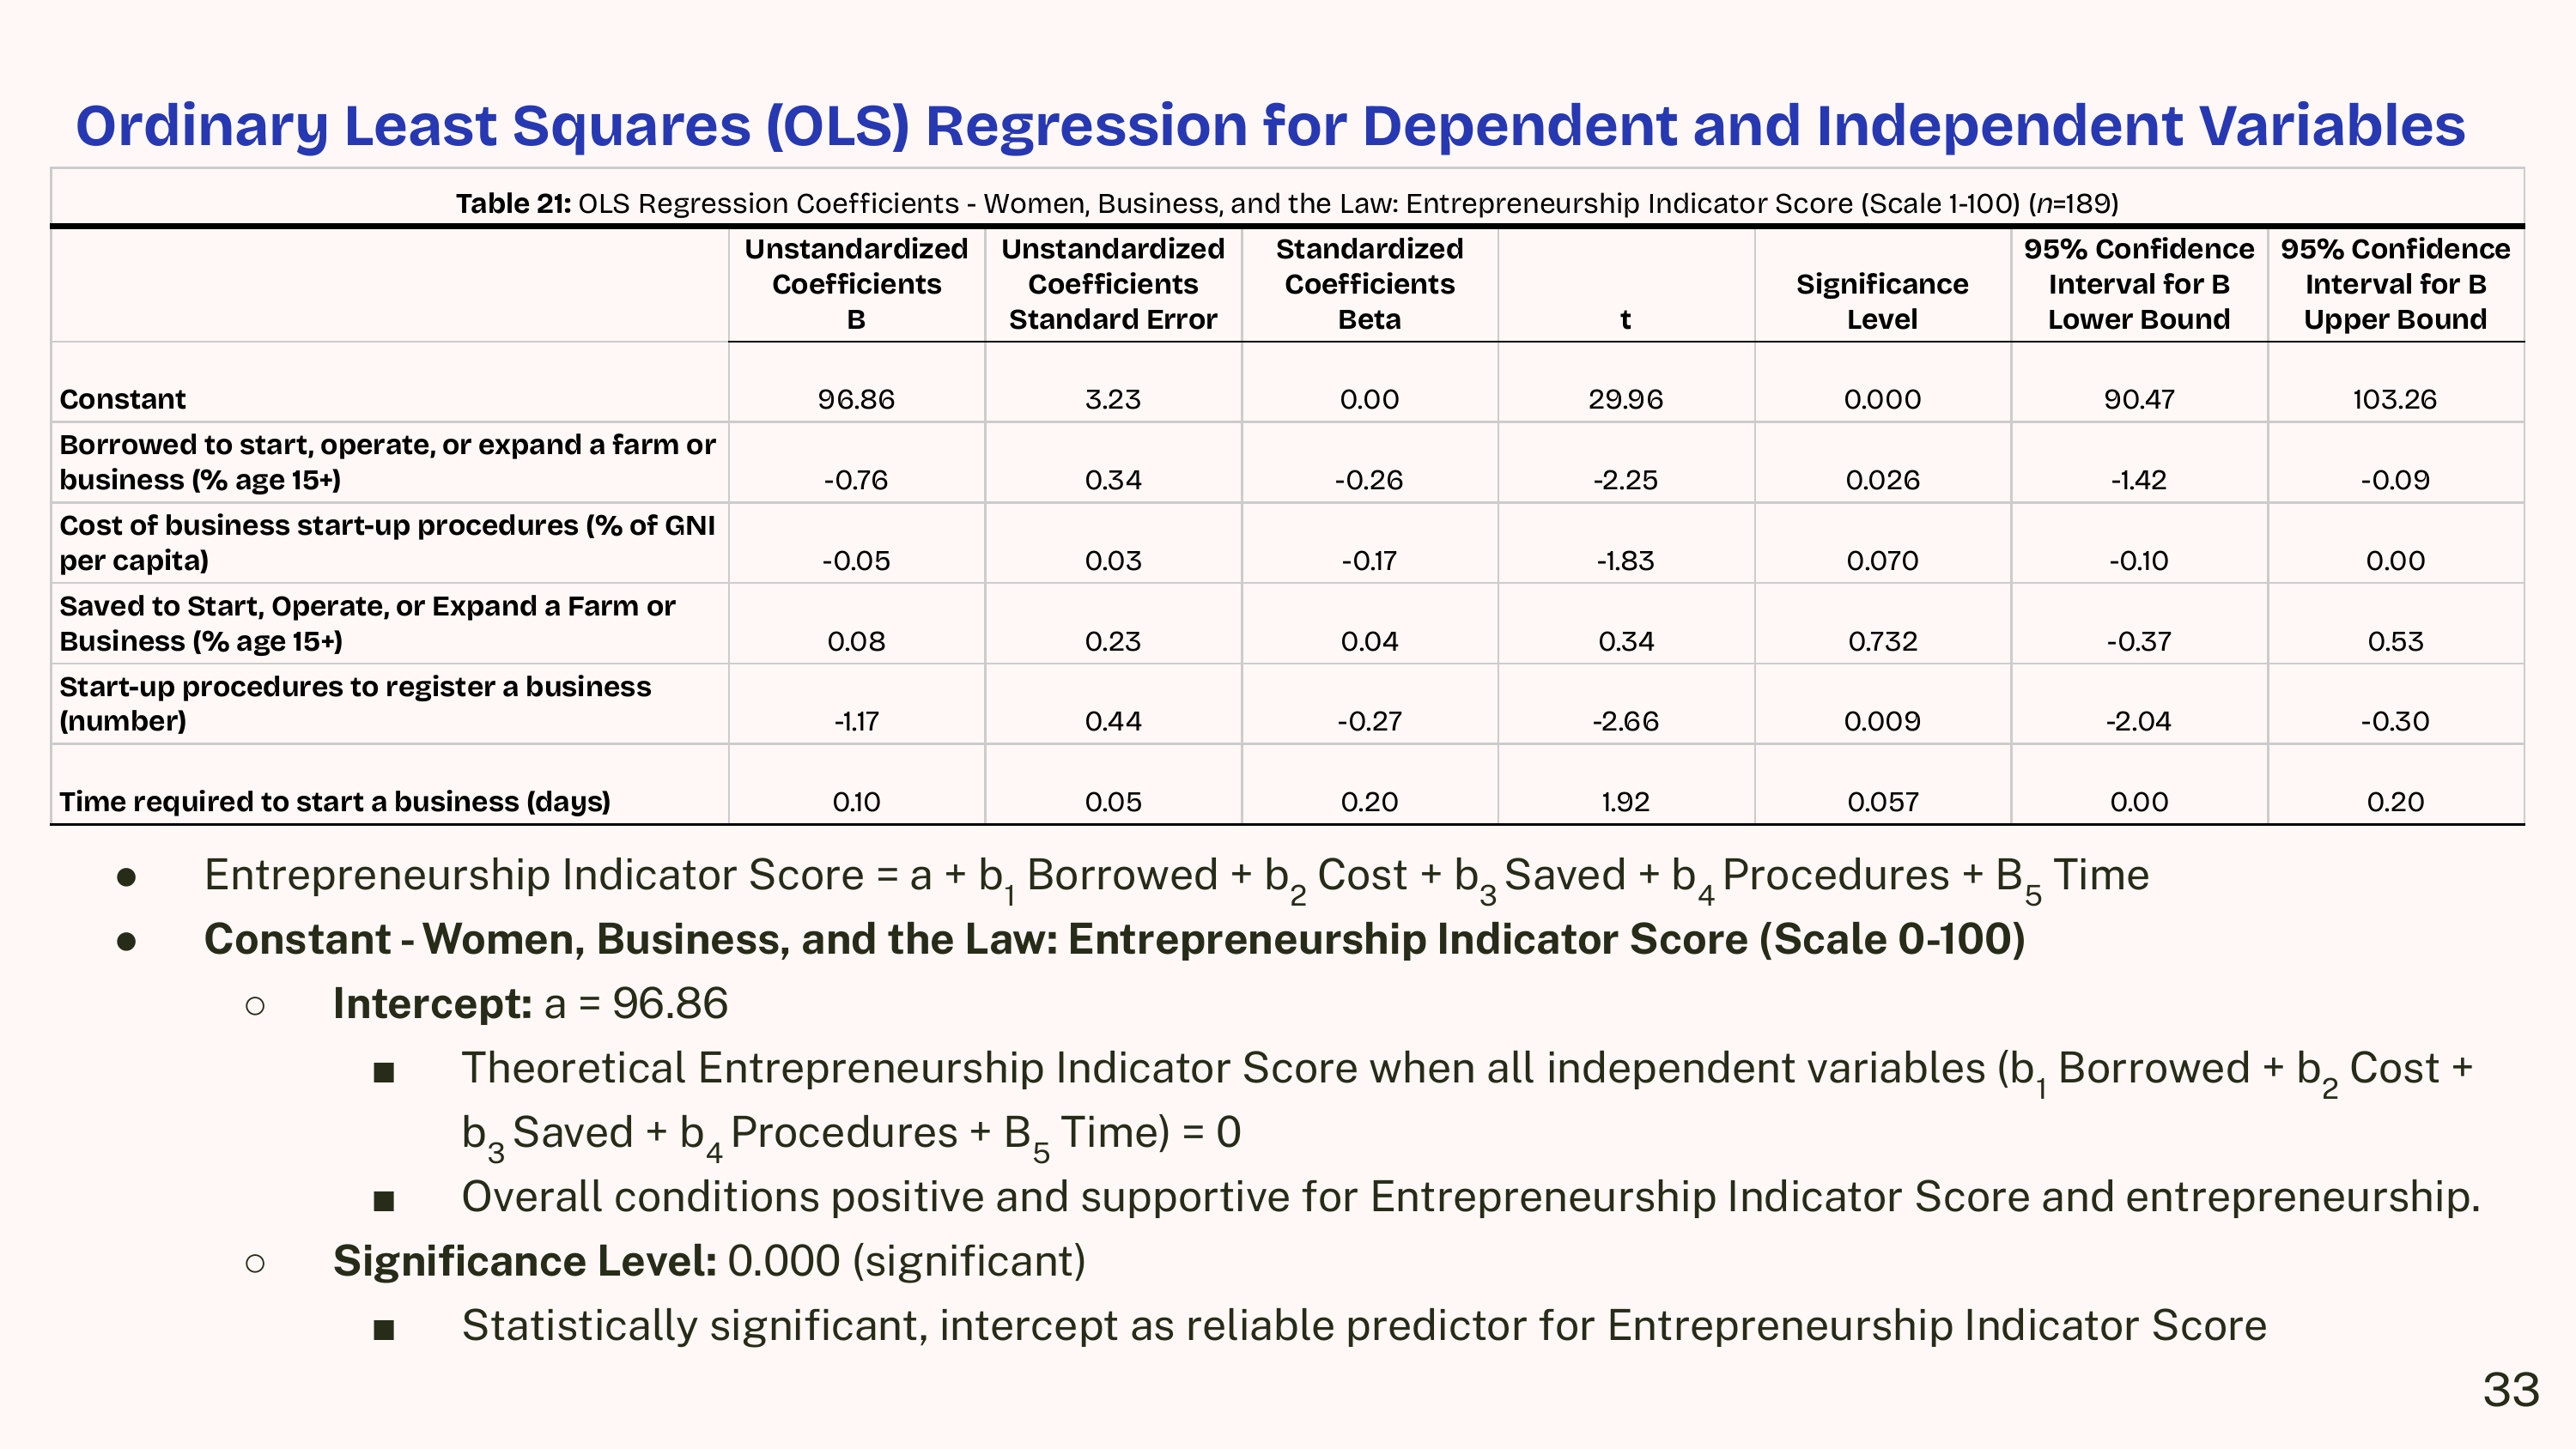 Ordinary Least Squares (OLS) Regression for Dependent and Independent Variables
Table 21: OLS Regression Coefficients - Women, Business, and the Law: Entrepreneurship Indicator Score (Scale 1-100) (n=189)
Unstandardized Coefficients B | Unstandardized Coefficients Standard Error | Standardized Coefficients Beta | t | Significance Level | 95% Confidence Interval for B Lower Bound | 95% Confidence Interval for B Upper Bound
Constant 96.86 3.23 0.00 29.96 0.000 90.47 103.26
Borrowed to start, operate, or expand a farm or
business (% age 15+) -0.76 0.34 -0.26 -2.25 0.026 -1.42 -0.09
Cost of business start-up procedures (% of GNI
per capita) -0.05 0.03 -0.17 -1.83 0.070 -0.10 0.00
Saved to Start, Operate, or Expand a Farm or
Business (% age 15+) 0.08 0.23 0.04 0.34 0.732 -0.37 0.53
Start-up procedures to register a business
(number) -1.17 0.44 -0.27 -2.66 0.009 -2.04 -0.30
Time required to start a business (days) 0.10 0.05 0.20 1.92 0.057 0.00 0.20
● Entrepreneurship Indicator Score = a + b1 Borrowed + b2 Cost + b3 Saved + b4 Procedures + B5 Time
● Constant - Women, Business, and the Law: Entrepreneurship Indicator Score (Scale 0-100)
○ Intercept: a = 96.86
■ Theoretical Entrepreneurship Indicator Score when all independent variables (b1 Borrowed + b2 Cost +
b3 Saved + b4 Procedures + B5 Time) = 0
■ Overall conditions positive and supportive for Entrepreneurship Indicator Score and entrepreneurship.
○ Significance Level: 0.000 (significant)
■ Statistically significant, intercept as reliable predictor for Entrepreneurship Indicator Score
33